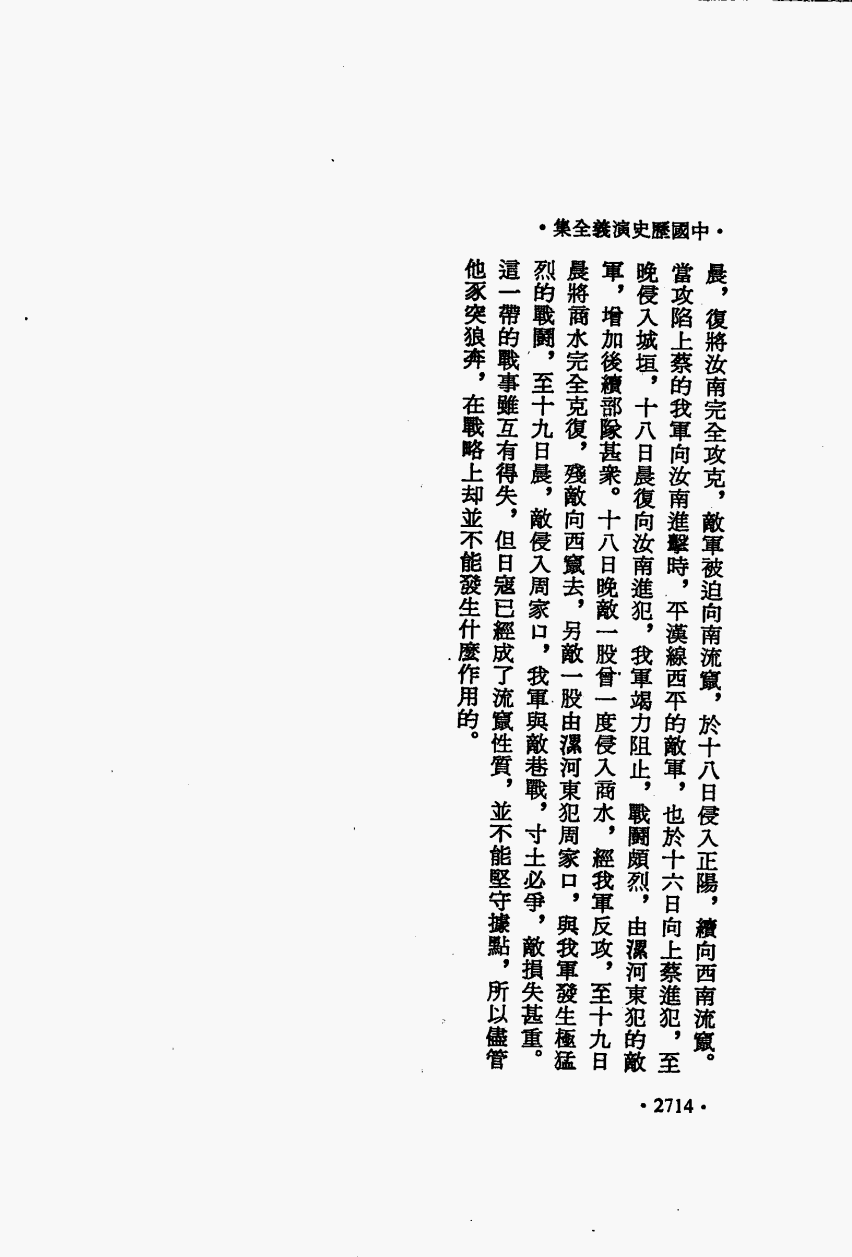 •中國歷史演義全集•
晨，復將汝南完全攻克，敵軍被迫向南流竄，於十八日侵入正陽，續向西南流竄。
當攻陷上蔡的我軍向汝南進擊時，平漢線西平的敵軍，也於十六日向上蔡進犯，至
晚侵入城垣，十八日晨復向汝南進犯，我軍竭力阻止，戰鬭頗烈，由漯河東犯的敵
軍，增加後續部隊甚衆。十八日晚敵一股曾一度侵入商水，經我軍反攻，至十九日
晨將商水完全克復，殘敵向西竄去，另敵一股由漯河東犯周家口，與我軍發生極猛
烈的戰鬭，至十九日晨，敵侵入周家口，我軍與敵巷戰，寸土必爭，敵損失甚重。
這一帶的戰事雖互有得失，但日寇已經成了流竄性質，並不能堅守據點，所以儘管
他豕突狼奔，在戰略上却並不能發生什麼作用的。
•2714•